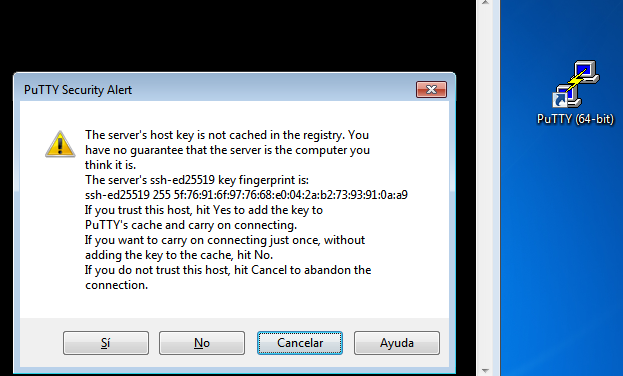 PuTTY Security Alert
The server's host key is not cached in the registry. You
have no guarantee that the server is the computer you
think it is.
The server's ssh-ed25519 key fingerprint is:
ssh-ed25519 255 5f:76:91:6f:97:76:68:e0:04:2a:b2:73:93:91:0a:a9
If you trust this host, hit Yes to add the key to
PuTTY's cache and carry on connecting.
If you want to carry on connecting just once, without
adding the key to the cache, hit No.
If you do not trust this host, hit Cancel to abandon the
connection.
Sí No Cancelar Ayuda
PuTTY (64-bit)